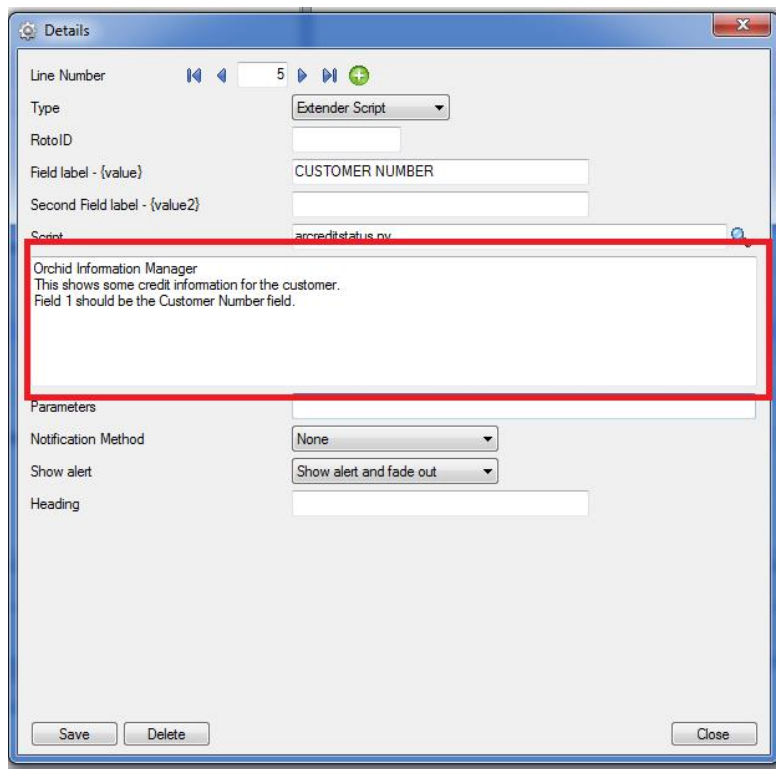 Details
Line Number 5
Type Extender Script
RotoID
Field label - {value} CUSTOMER NUMBER
Second Field label - {value2}
Script arcreditstatus.py
Orchid Information Manager
This shows some credit information for the customer.
Field 1 should be the Customer Number field.
Parameters
Notification Method None
Show alert Show alert and fade out
Heading
Save Delete Close